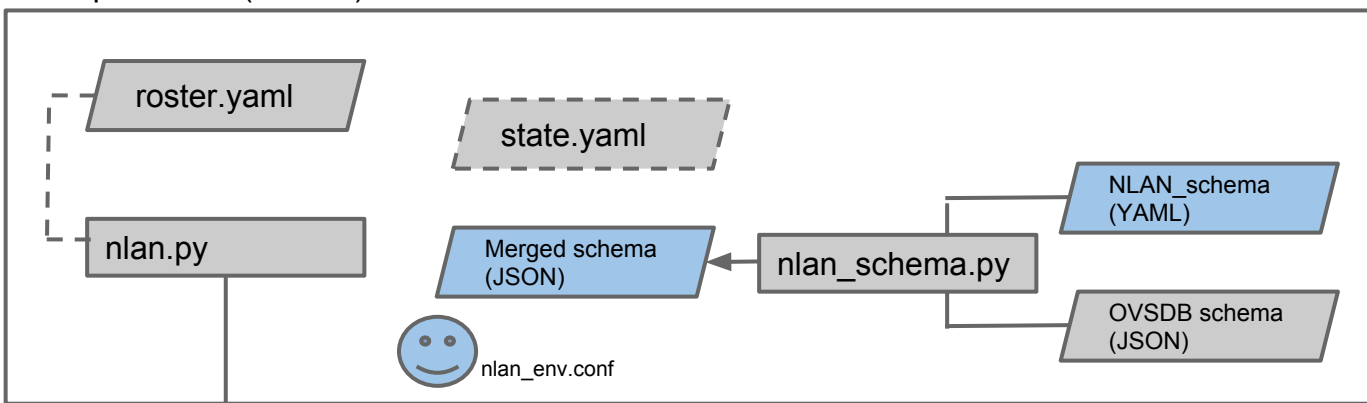 roster.yaml
state.yaml
NLAN_schema
(YAML)
nlan.py
Merged schema
(JSON)
nlan_schema.py
OVSDB schema
(JSON)
nlan_env.conf